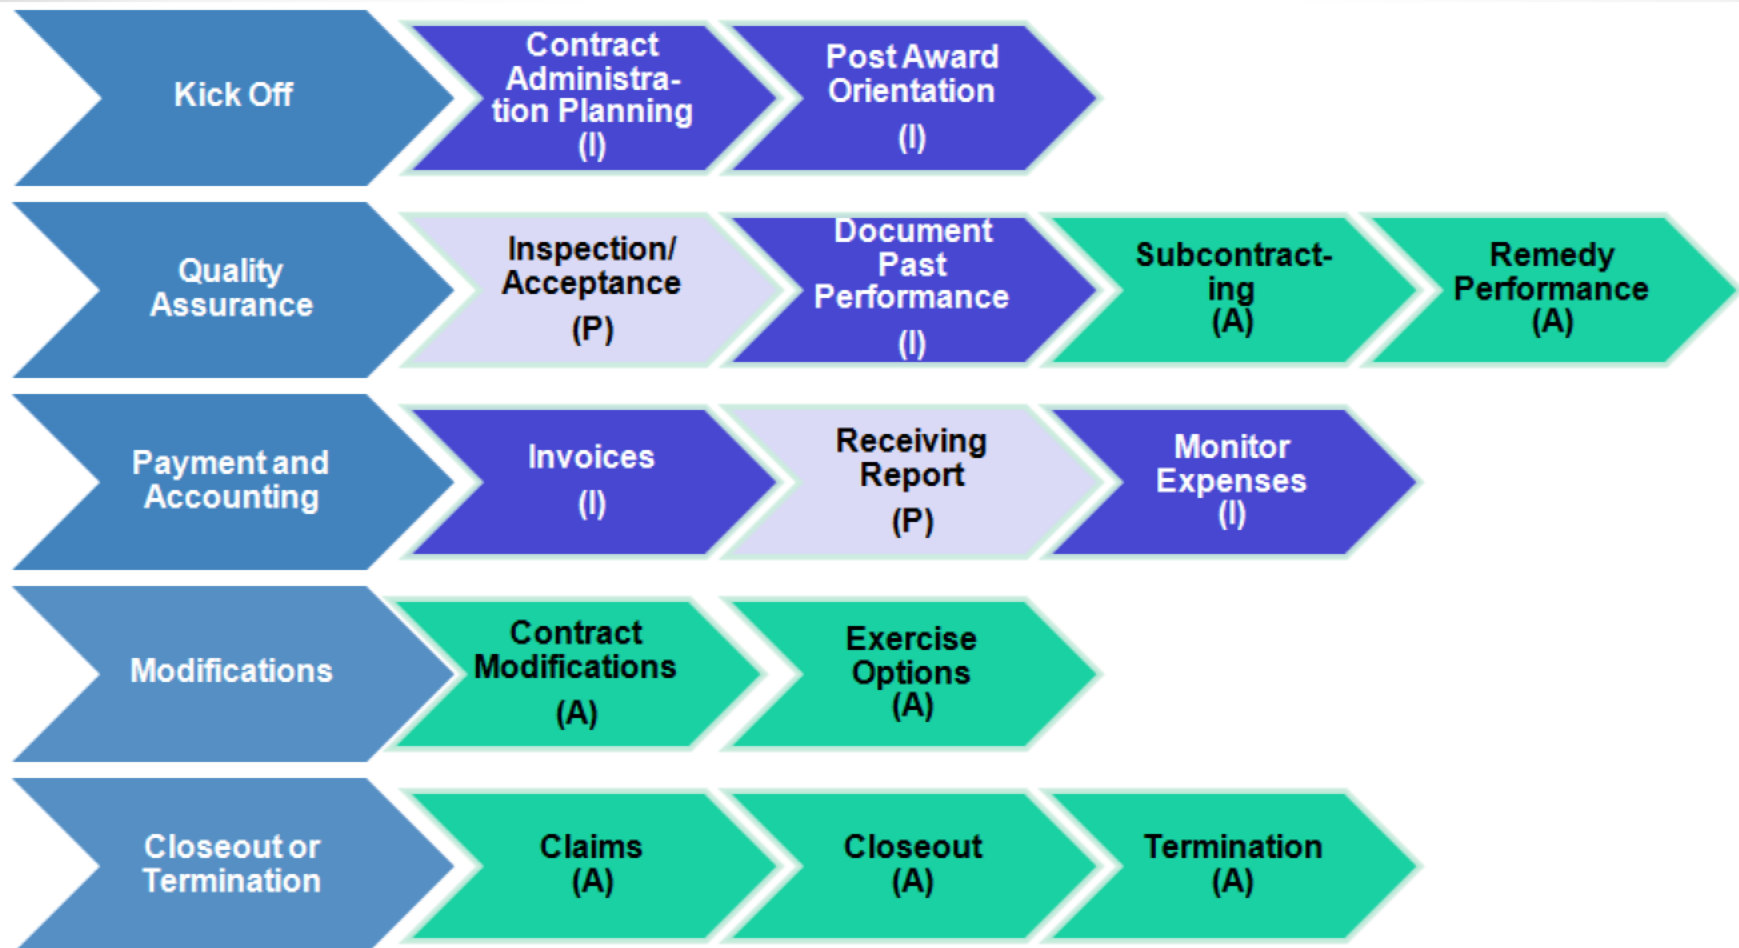 Kick Off
Contract
Administra-
tion Planning
(I)
Post Award
Orientation
(I)
Quality
Assurance
Inspection/
Acceptance
(P)
Document
Past
Performance
(I)
Subcontract-
ing
(A)
Remedy
Performance
(A)
Payment and
Accounting
Invoices
(I)
Receiving
Report
(P)
Monitor
Expenses
(I)
Modifications
Contract
Modifications
(A)
Exercise
Options
(A)
Closeout or
Termination
Claims
(A)
Closeout
(A)
Termination
(A)